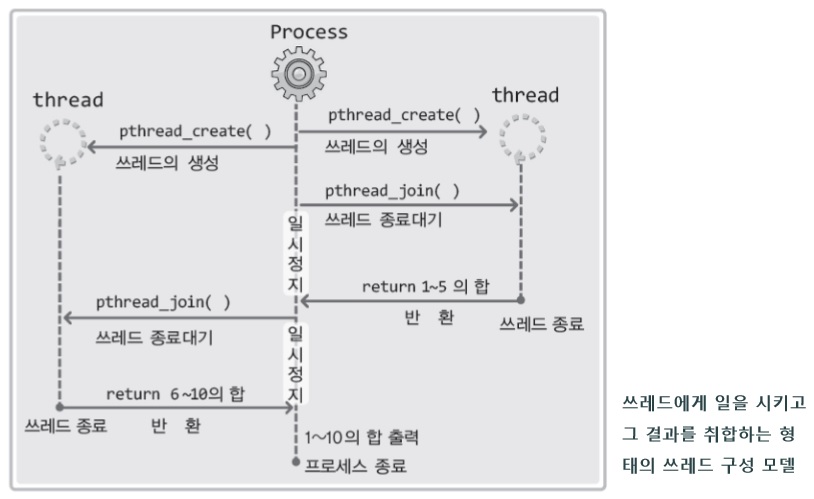 Process
thread
thread
pthread_create( )
쓰레드의 생성
pthread_create( )
쓰레드의 생성
pthread_join( )
쓰레드 종료대기
일시정지
return 1~5 의 합
반 환
쓰레드 종료
pthread_join( )
쓰레드 종료대기
일시정지
return 6~10의 합
반 환
쓰레드 종료
1~10의 합 출력
프로세스 종료
쓰레드에게 일을 시키고
그 결과를 취합하는 형
태의 쓰레드 구성 모델